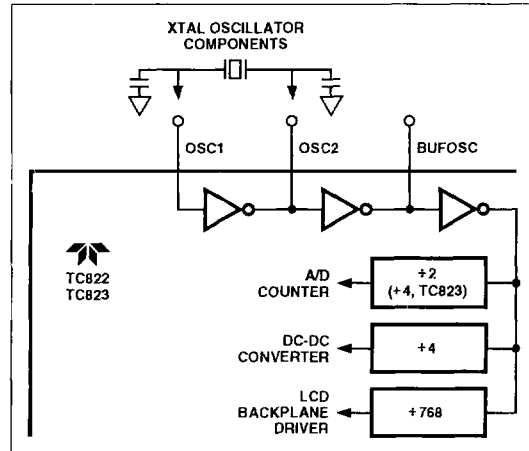 XTAL OSCILLATOR
COMPONENTS
OSC1
OSC2
BUFOSC
TC822
TC823
A/D
COUNTER
÷2
(÷4, TC823)
DC-DC
CONVERTER
÷4
LCD
BACKPLANE
DRIVER
÷768